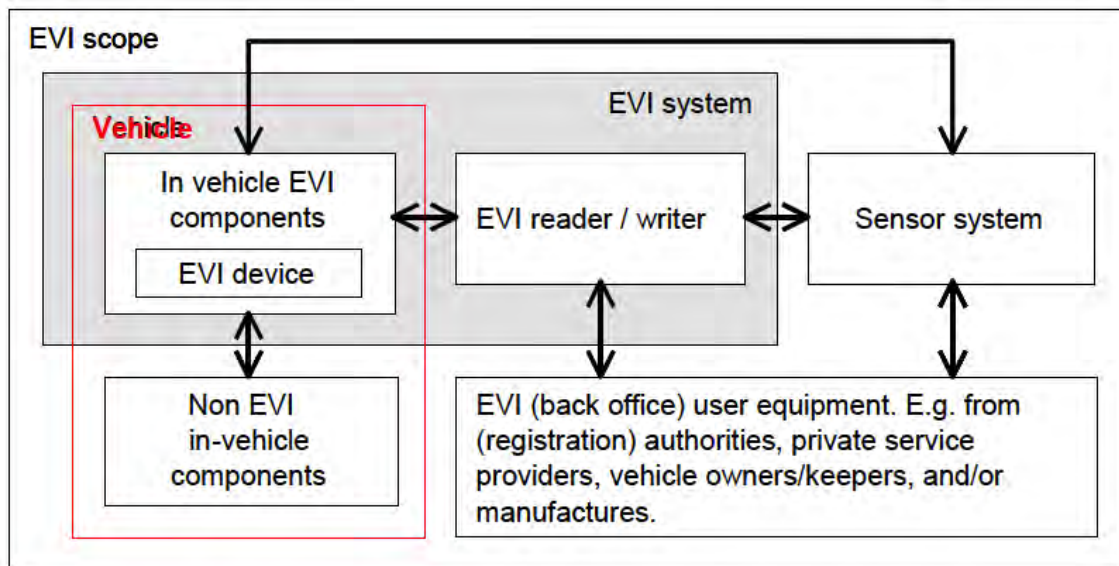 EVI scope
EVI system
Vehicle
In vehicle EVI
components
EVI device
EVI reader / writer
Sensor system
Non EVI
in-vehicle
components
EVI (back office) user equipment. E.g. from
(registration) authorities, private service
providers, vehicle owners/keepers, and/or
manufactures.